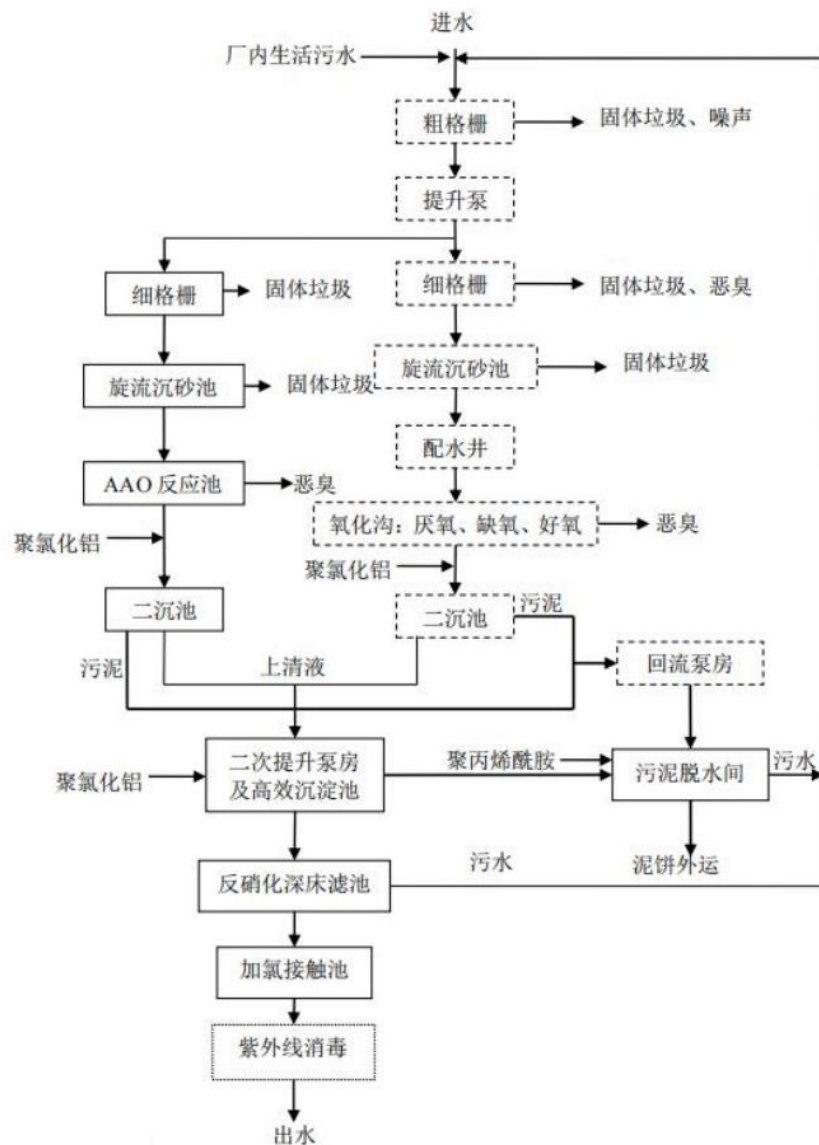 进水
厂内生活污水
粗格栅
固体垃圾、噪声
提升泵
细格栅
固体垃圾
细格栅
固体垃圾、恶臭
旋流沉砂池
固体垃圾
旋流沉砂池
固体垃圾
配水井
AAO 反应池
恶臭
氧化沟：厌氧、缺氧、好氧
恶臭
聚氯化铝
聚氯化铝
二沉池
二沉池
污泥
污泥
上清液
回流泵房
聚氯化铝
二次提升泵房
及高效沉淀池
聚丙烯酰胺
污泥脱水间
污水
泥饼外运
反硝化深床滤池
污水
加氯接触池
紫外线消毒
出水